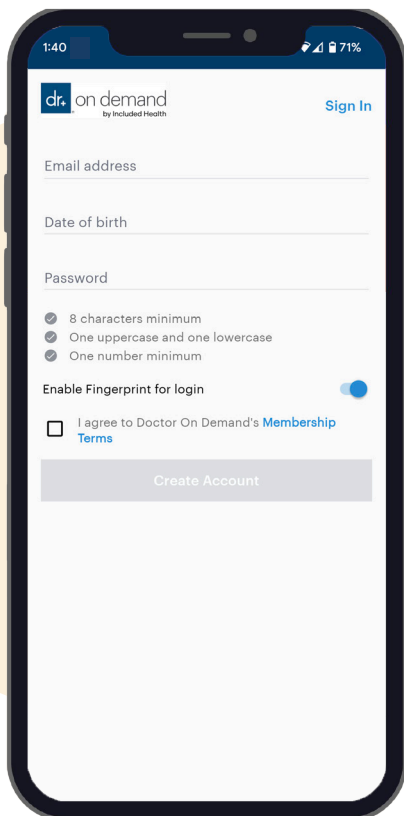 1:40
71%
dr+ on demand
by Included Health
Sign In
Email address
Date of birth
Password
8 characters minimum
One uppercase and one lowercase
One number minimum
Enable Fingerprint for login
I agree to Doctor On Demand's Membership
Terms
Create Account